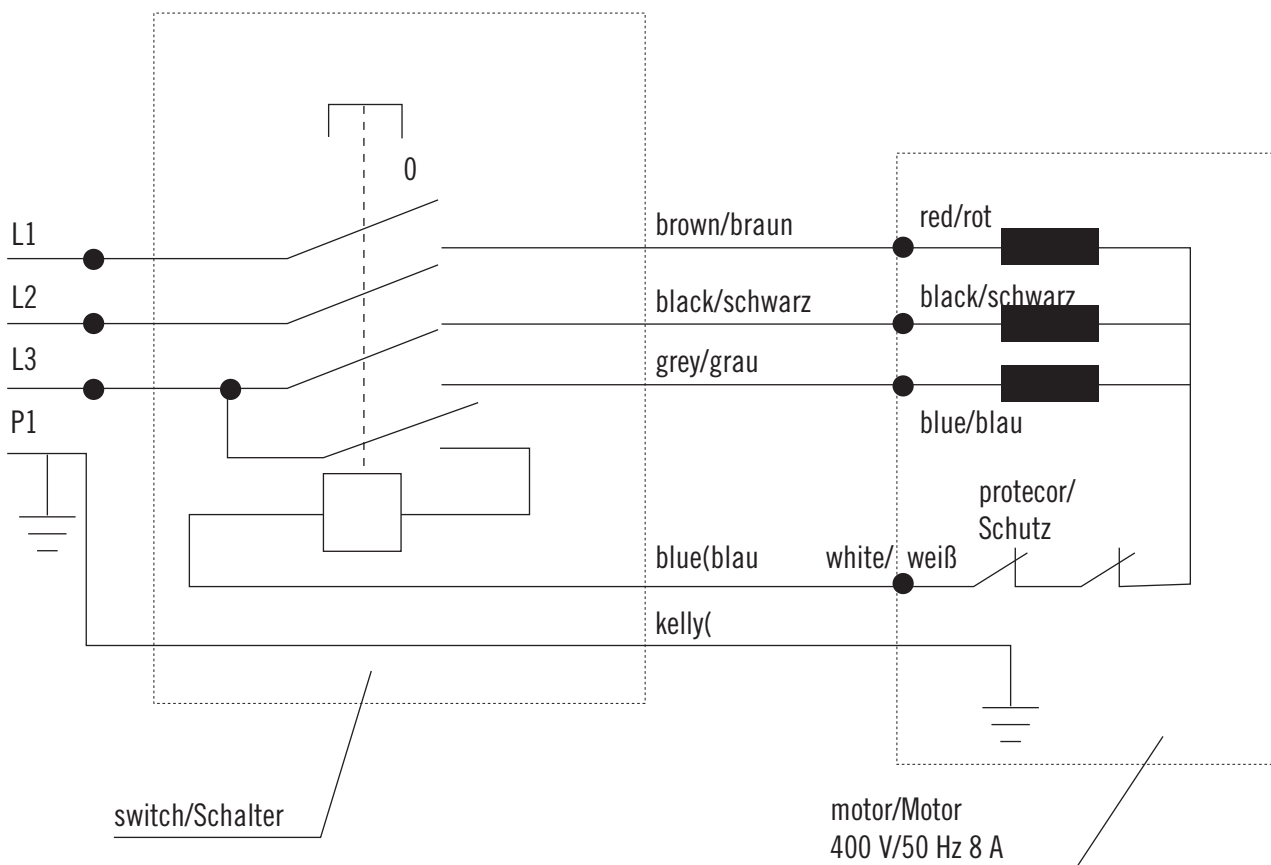 0
L1
brown/braun
red/rot
L2
black/schwarz
black/schwarz
L3
grey/grau
P1
blue/blau
protecor/
Schutz
blue(blau
white/ weiß
kelly(
switch/Schalter
motor/Motor
400 V/50 Hz 8 A